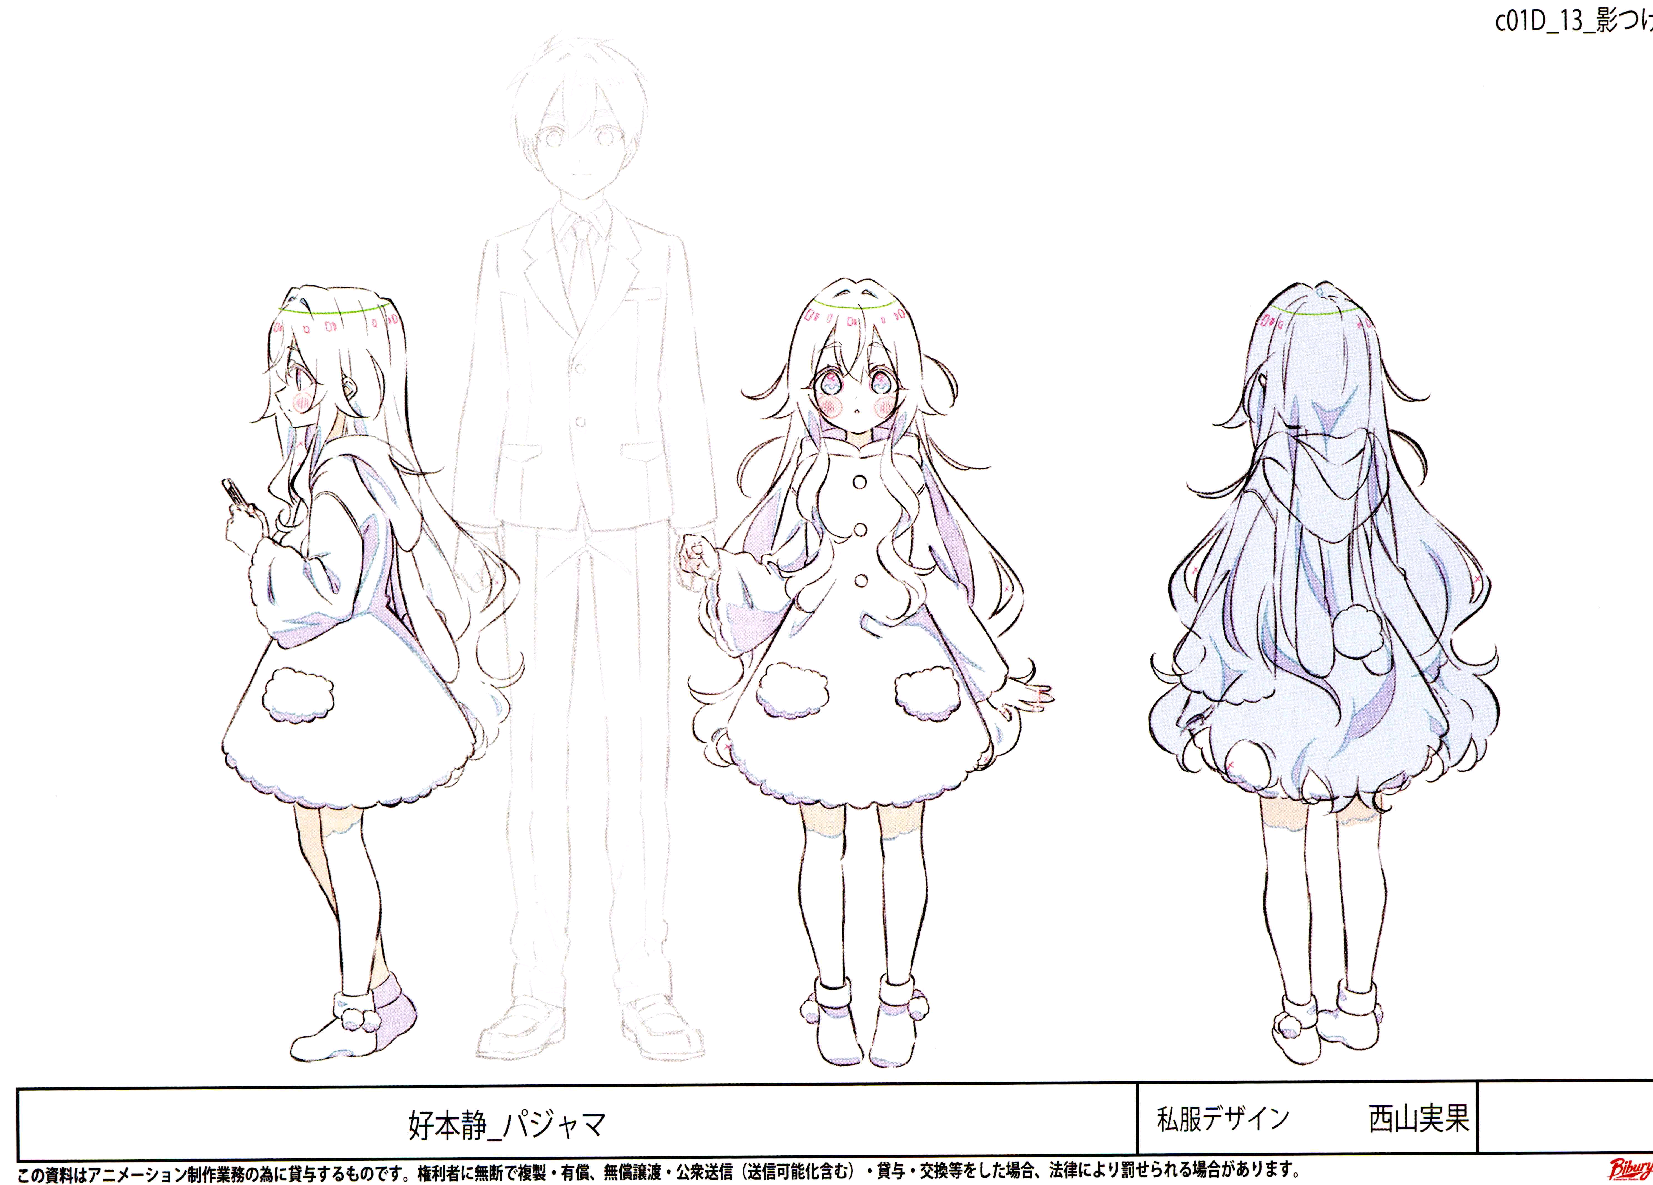 c01D_13_影つけ
好本静_パジャマ
私服デザイン 西山実果
この資料はアニメーション制作業務の為に貸与するものです。権利者に無断で複製・有償、無償譲渡・公衆送信（送信可能化含む）・貸与・交換等をした場合、法律により罰せられる場合があります。
Bibury